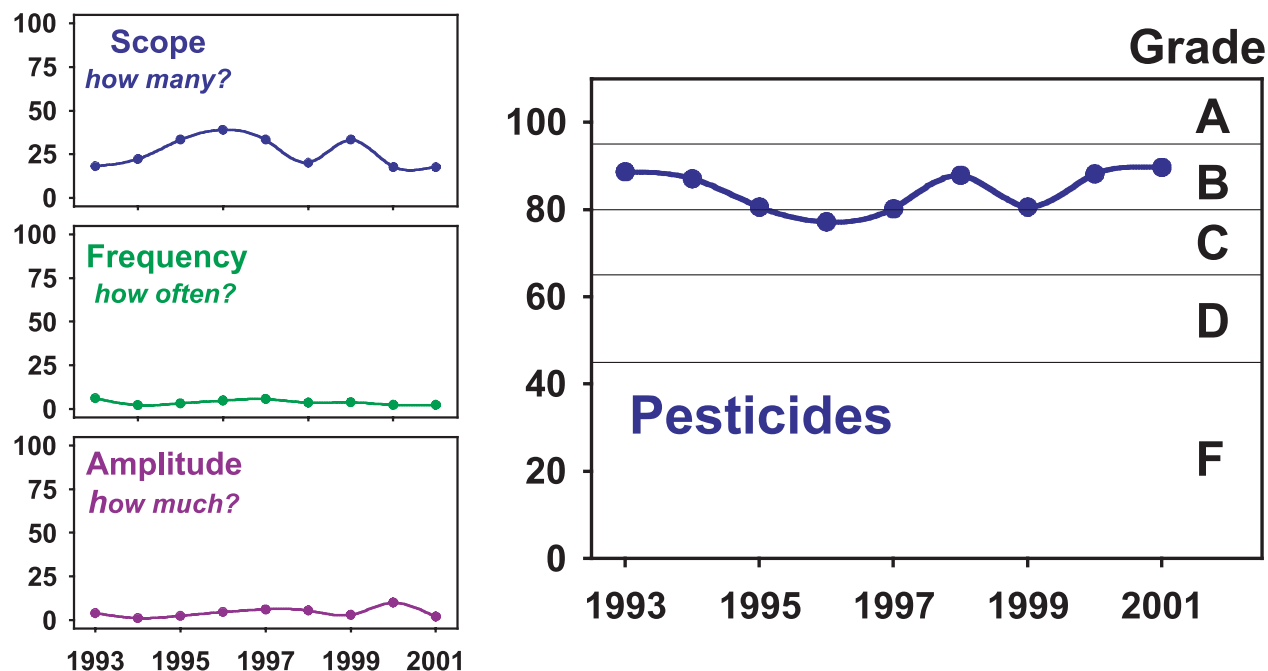 100
Scope
75
how many?
50
25
0
100
Frequency
75
how often?
50
25
0
100
Amplitude
75
how much?
50
25
0
1993 1995 1997 1999 2001
Grade
100
A
B
80
C
60
D
40
Pesticides
F
20
0
1993 1995 1997 1999 2001